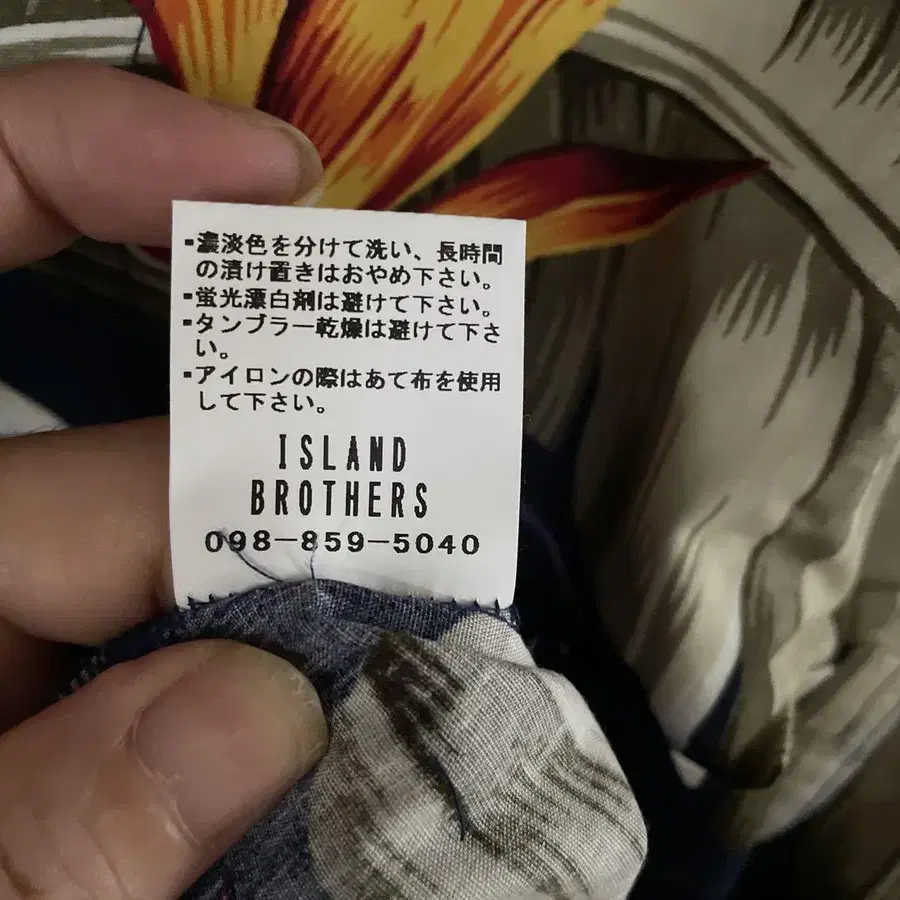 ▪濃淡色を分けて洗い、長時間
の漬け置きはおやめ下さい。
▪蛍光漂白剤は避けて下さい。
▪タンブラー乾燥は避けて下さ
い。
▪アイロンの際はあて布を使用
して下さい。
ISLAND
BROTHERS
098-859-5040